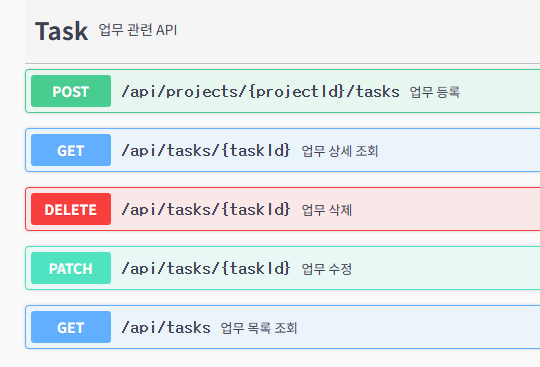 Task 업무 관련 API
POST /api/projects/{projectId}/tasks 업무 등록
GET /api/tasks/{taskId} 업무 상세 조회
DELETE /api/tasks/{taskId} 업무 삭제
PATCH /api/tasks/{taskId} 업무 수정
GET /api/tasks 업무 목록 조회